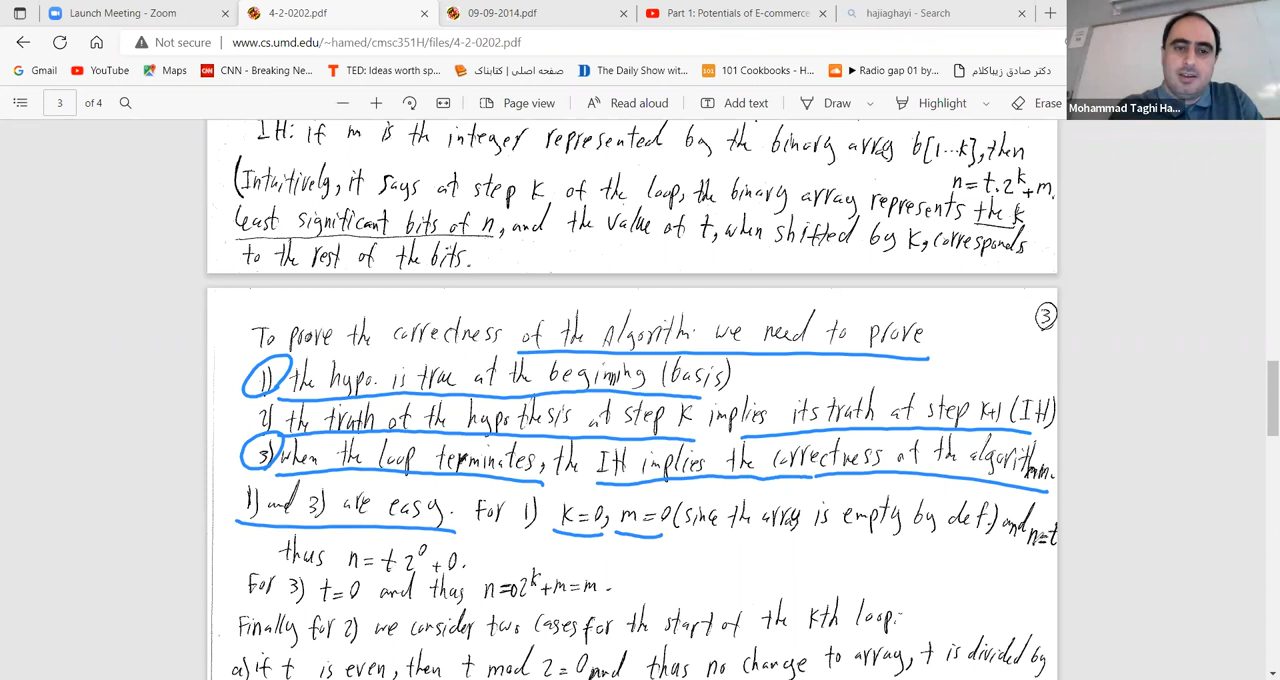 Launch Meeting - Zoom
4-2-0202.pdf
09-09-2014.pdf
Part 1: Potentials of E-commerce
hajiaghayi - Search
Not secure
www.cs.umd.edu/~hamed/cmsc351H/files/4-2-0202.pdf
Gmail
YouTube
Maps
CNN - Breaking Ne...
TED: Ideas worth sp...
صفحه اصلی | کتابنا...
The Daily Show wit...
101 Cookbooks - H...
Radio gap 01 by...
دکتر صادق زیباکلام
3 of 4
Page view
Read aloud
Add text
Draw
Highlight
Erase
Mohammad Taghi Ha...
IH: if m is th integer represented by the binary array b[1...k], then
n=t.2^k+m.
(Intuitively, it says at step k of the loop, the binary array represents the k
least significant bits of n, and the value of t, when shifted by k, corresponds
to the rest of the bits.
3
To prove the correctness of the Algorithm we need to prove
1) the hypo. is true at the beginning (basis)
2) the truth of the hypothesis at step k implies its truth at step k+1 (IH)
3) when the loop terminates, the IH implies the correctness of the algorithm.
1) and 3) are easy. For 1) k=0, m=0 (since the array is empty by def.) and n=t
thus n=t 2^0 +0.
For 3) t=0 and thus n=02^k+m=m.
Finally for 2) we consider two cases for the start of the kth loop:
a) if t is even, then t mod 2=0 and thus no change to array, t is divided by